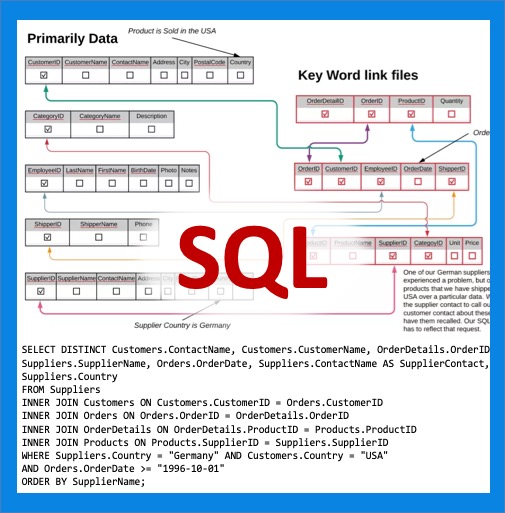 Product is Sold in the USA
Primarily Data
CustomerID CustomerName ContactName Address City PostalCode Country
Key Word link files
OrderDetailID OrderID ProductID Quantity
CategoryID CategoryName Description
EmployeeID LastName FirstName BirthDate Photo Notes
OrderID CustomerID EmployeeID OrderDate ShipperID
ShipperID ShipperName Phone
ProductName SupplierID CategoyID Unit Price
SQL
SupplierID SupplierName ContactName Address City
Supplier Country is Germany
One of our German suppliers
experienced a problem, but
products that we have shippe
USA over a particular data.
the supplier contact to call ou
customer contact about these
have them recalled. Our SQL
has to reflect that request.
SELECT DISTINCT Customers.ContactName, Customers.CustomerName, OrderDetails.OrderID
Suppliers.SupplierName, Orders.OrderDate, Suppliers.ContactName AS SupplierContact,
Suppliers.Country
FROM Suppliers
INNER JOIN Customers ON Customers.CustomerID = Orders.CustomerID
INNER JOIN Orders ON Orders.OrderID = OrderDetails.OrderID
INNER JOIN OrderDetails ON OrderDetails.ProductID = Products.ProductID
INNER JOIN Products ON Products.SupplierID = Suppliers.SupplierID
WHERE Suppliers.Country = "Germany" AND Customers.Country = "USA"
AND Orders.OrderDate >= "1996-10-01"
ORDER BY SupplierName;